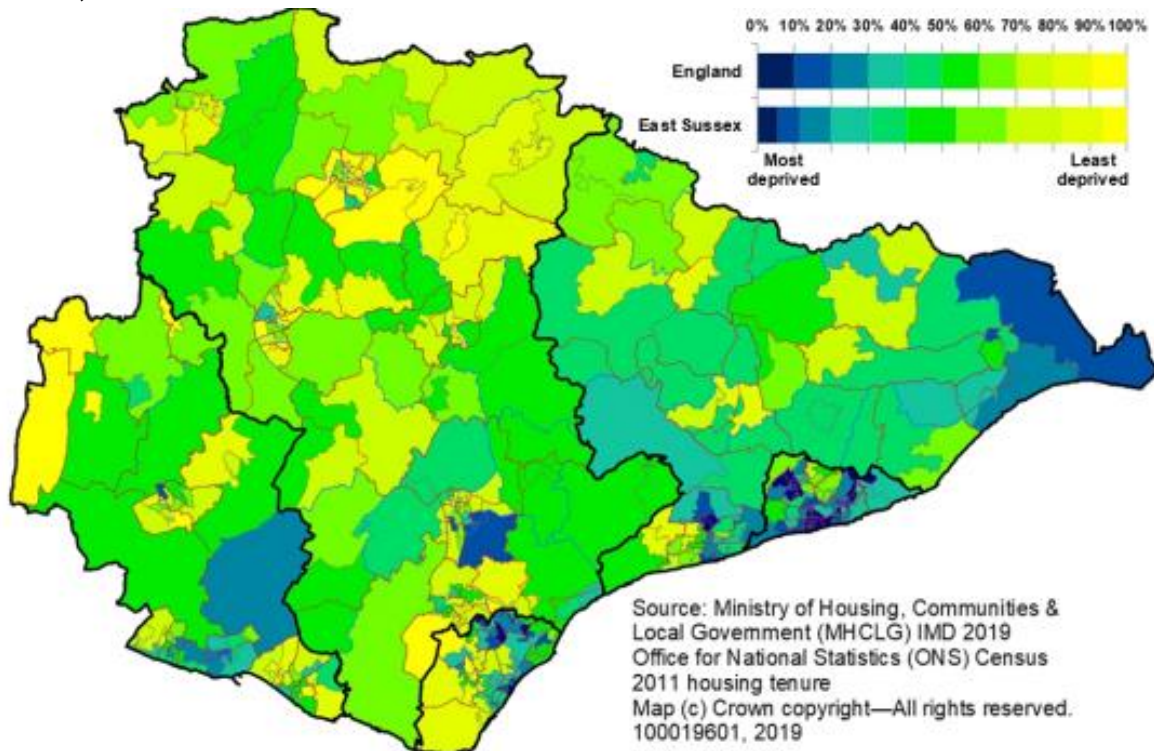 0% 10% 20% 30% 40% 50% 60% 70% 80% 90% 100%
England
East Sussex
Most deprived
Least deprived
Source: Ministry of Housing, Communities &
Local Government (MHCLG) IMD 2019
Office for National Statistics (ONS) Census
2011 housing tenure
Map (c) Crown copyright—All rights reserved.
100019601, 2019